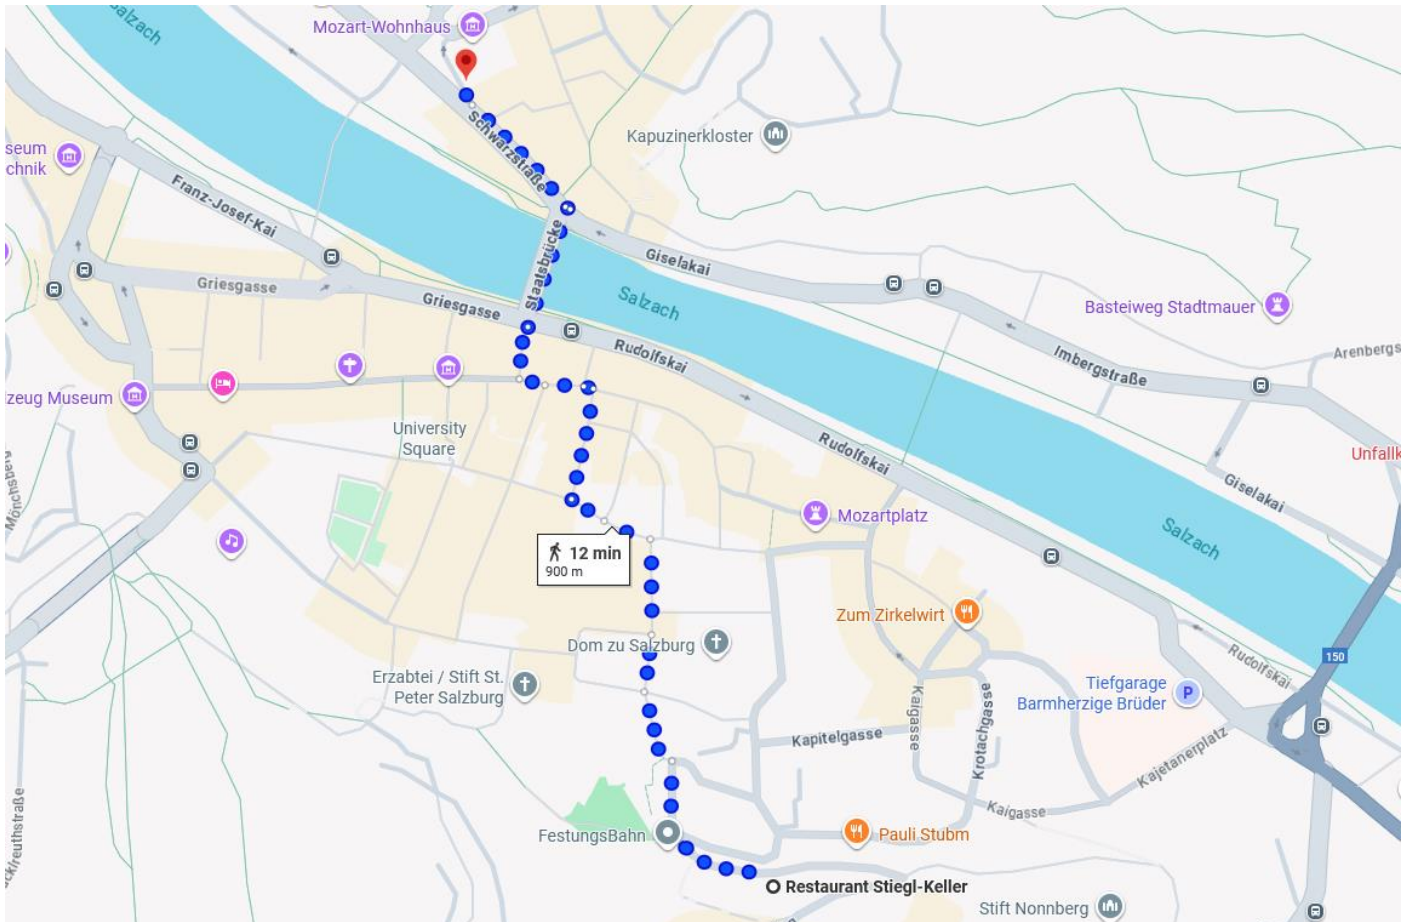 Salzach
Mozart-Wohnhaus
Schwarzstraße
Kapuzinerkloster
seum
chnik
Franz-Josef-Kai
Staatsbrücke
Giselakai
Griesgasse
Griesgasse
Salzach
Basteiweg Stadtmauer
Rudolfskai
Imbergstraße
Arenbergs
zeug Museum
University
Square
Rudolfskai
Unfallk
Mönchsberg
Giselakai
Mozartplatz
Salzach
12 min
900 m
Zum Zirkelwirt
Dom zu Salzburg
Rudolfskai
150
Erzabtei / Stift St.
Peter Salzburg
Tiefgarage
Barmherzige Brüder
P
Kaigasse
Krotachgasse
Kapitelgasse
Kajetanerplatz
Kaigasse
FestungsBahn
Pauli Stubm
ck/reuthstraße
Restaurant Stiegl-Keller
Stift Nonnberg